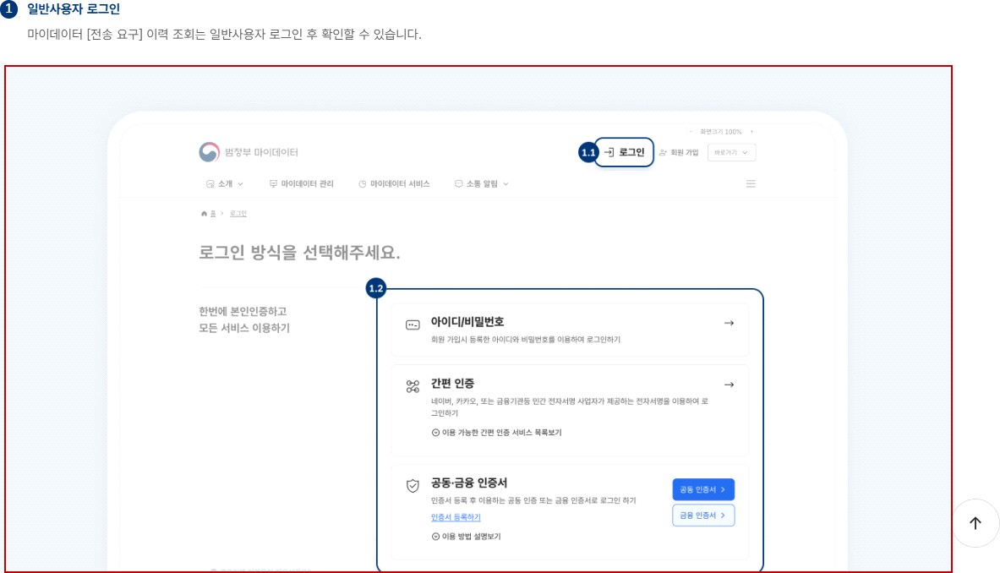 1 일반사용자 로그인
마이데이터 [전송 요구] 이력 조회는 일반사용자 로그인 후 확인할 수 있습니다.
- 화면크기 100% +
범정부 마이데이터
1.1 로그인 회원 가입 바로가기
소개 마이데이터 관리 마이데이터 서비스 소통 알림
홈 > 로그인
로그인 방식을 선택해주세요.
1.2
한번에 본인인증하고
모든 서비스 이용하기
아이디/비밀번호
회원 가입시 등록한 아이디와 비밀번호를 이용하여 로그인하기
간편 인증
네이버, 카카오, 또는 금융기관등 민간 전자서명 사업자가 제공하는 전자서명을 이용하여 로
그인하기
이용 가능한 간편 인증 서비스 목록보기
공동·금융 인증서
인증서 등록 후 이용하는 공동 인증 또는 금융 인증서로 로그인 하기
인증서 등록하기
이용 방법 설명보기
공동 인증서 >
금융 인증서 >